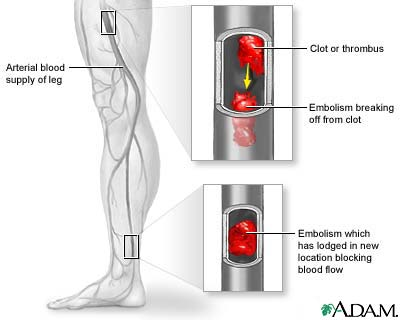 Arterial blood
supply of leg
Clot or thrombus
Embolism breaking
off from clot
Embolism which
has lodged in new
location blocking
blood flow
A.D.A.M.